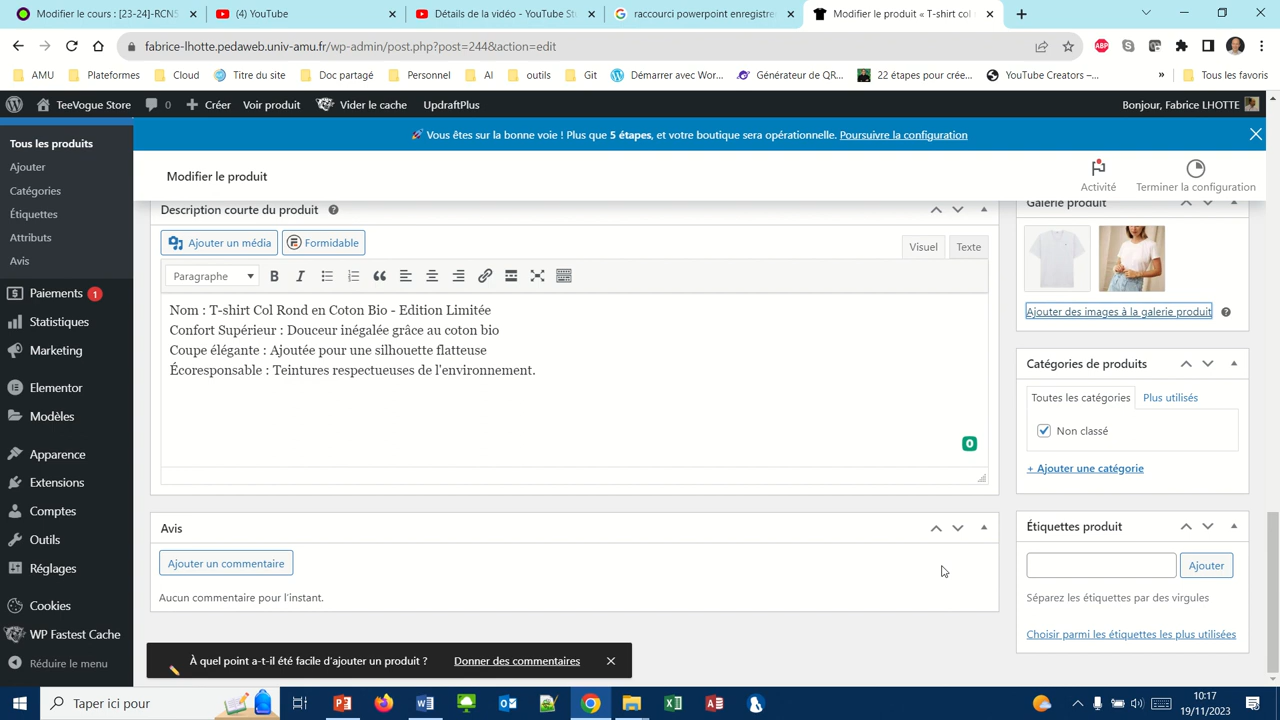 Modifier le cours : [23-24]-RCNS
(4) YouTube
Détails de la vidéo - YouTube St
raccourci powerpoint enregistre
Modifier le produit « T-shirt col
fabrice-lhotte.pedaweb.univ-amu.fr/wp-admin/post.php?post=244&action=edit
AMU
Plateformes
Cloud
Titre du site
Doc partagé
Personnel
AI
outils
Git
Démarrer avec Wor...
Générateur de QR...
22 étapes pour crée...
YouTube Creators –...
»
Tous les favoris
TeeVogue Store
0
Créer
Voir produit
Vider le cache
UpdraftPlus
Bonjour, Fabrice LHOTTE
Tous les produits
Ajouter
Catégories
Étiquettes
Attributs
Avis
Paiements 1
Statistiques
Marketing
Elementor
Modèles
Apparence
Extensions
Comptes
Outils
Réglages
Cookies
WP Fastest Cache
Réduire le menu
Vous êtes sur la bonne voie ! Plus que 5 étapes, et votre boutique sera opérationnelle. Poursuivre la configuration
Modifier le produit
Activité
Terminer la configuration
Description courte du produit
Ajouter un média
Formidable
Visuel
Texte
Paragraphe
B
I
Nom : T-shirt Col Rond en Coton Bio - Edition Limitée
Confort Supérieur : Douceur inégalée grâce au coton bio
Coupe élégante : Ajoutée pour une silhouette flatteuse
Écoresponsable : Teintures respectueuses de l'environnement.
0
Avis
Ajouter un commentaire
Aucun commentaire pour l’instant.
À quel point a-t-il été facile d'ajouter un produit ?
Donner des commentaires
Galerie produit
Ajouter des images à la galerie produit
Catégories de produits
Toutes les catégories
Plus utilisés
Non classé
+ Ajouter une catégorie
Étiquettes produit
Ajouter
Séparez les étiquettes par des virgules
Choisir parmi les étiquettes les plus utilisées
Taper ici pour
10:17
19/11/2023